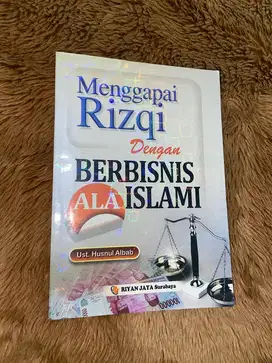 Menggapai
Rizqi
Dengan
BERBISNIS
ALA ISLAMI
Ust. Husnul Albab
RIYAN JAYA Surabaya